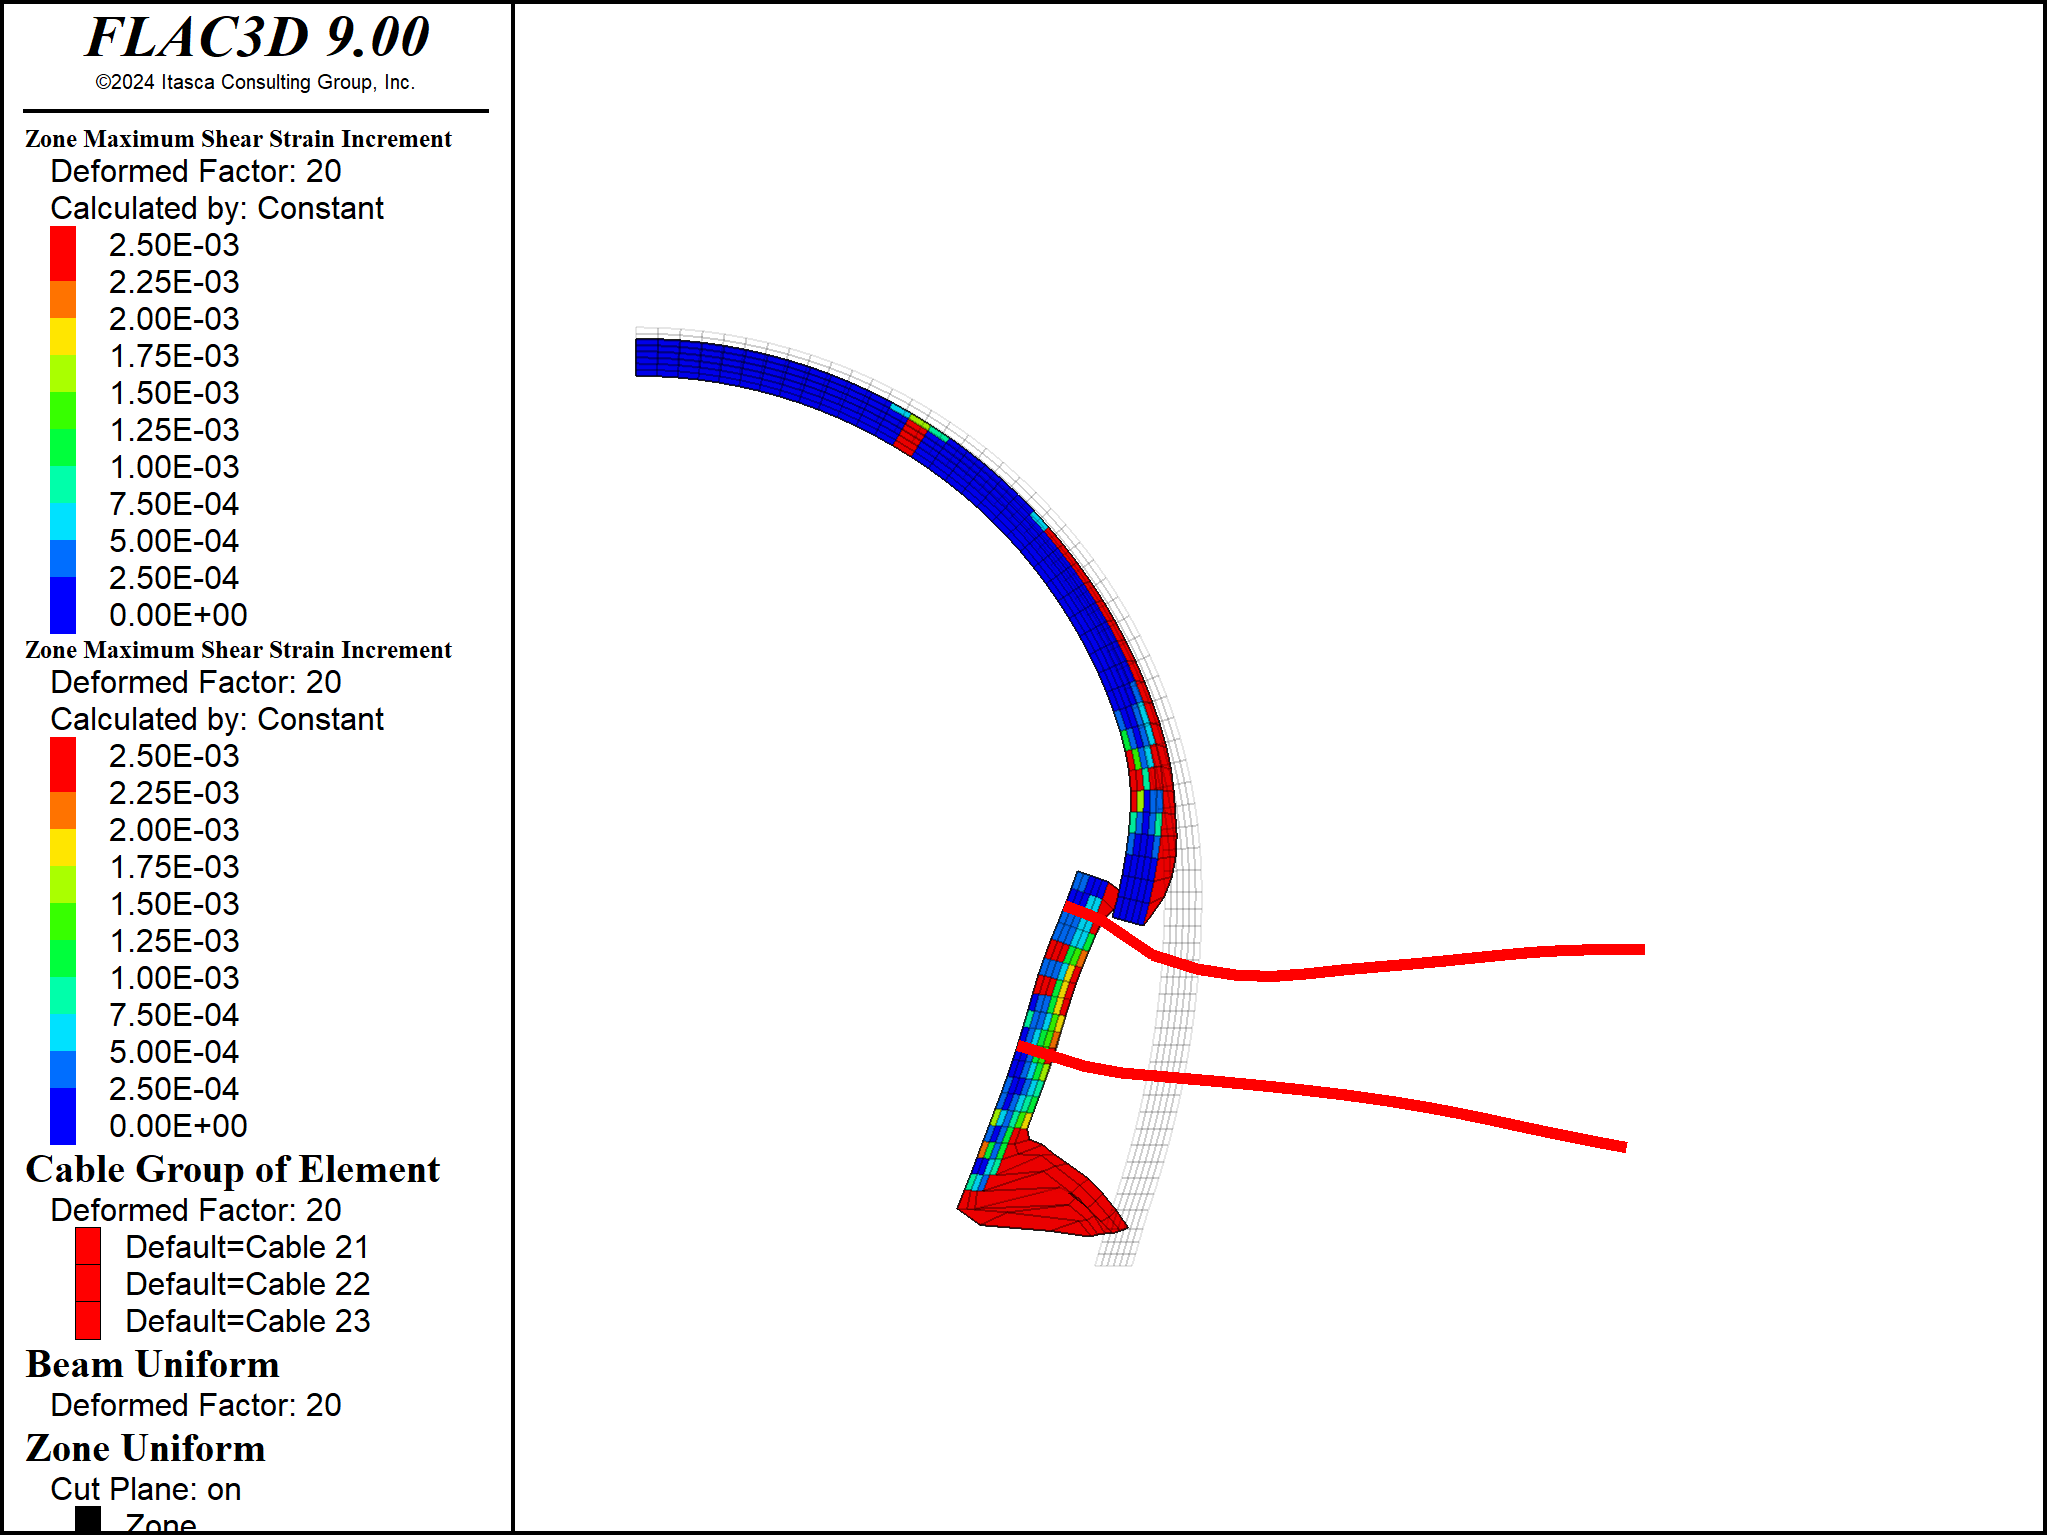 FLAC3D 9.00
©2024 Itasca Consulting Group, Inc.
Zone Maximum Shear Strain Increment
Deformed Factor: 20
Calculated by: Constant
2.50E-03
2.25E-03
2.00E-03
1.75E-03
1.50E-03
1.25E-03
1.00E-03
7.50E-04
5.00E-04
2.50E-04
0.00E+00
Zone Maximum Shear Strain Increment
Deformed Factor: 20
Calculated by: Constant
2.50E-03
2.25E-03
2.00E-03
1.75E-03
1.50E-03
1.25E-03
1.00E-03
7.50E-04
5.00E-04
2.50E-04
0.00E+00
Cable Group of Element
Deformed Factor: 20
Default=Cable 21
Default=Cable 22
Default=Cable 23
Beam Uniform
Deformed Factor: 20
Zone Uniform
Cut Plane: on
Zone